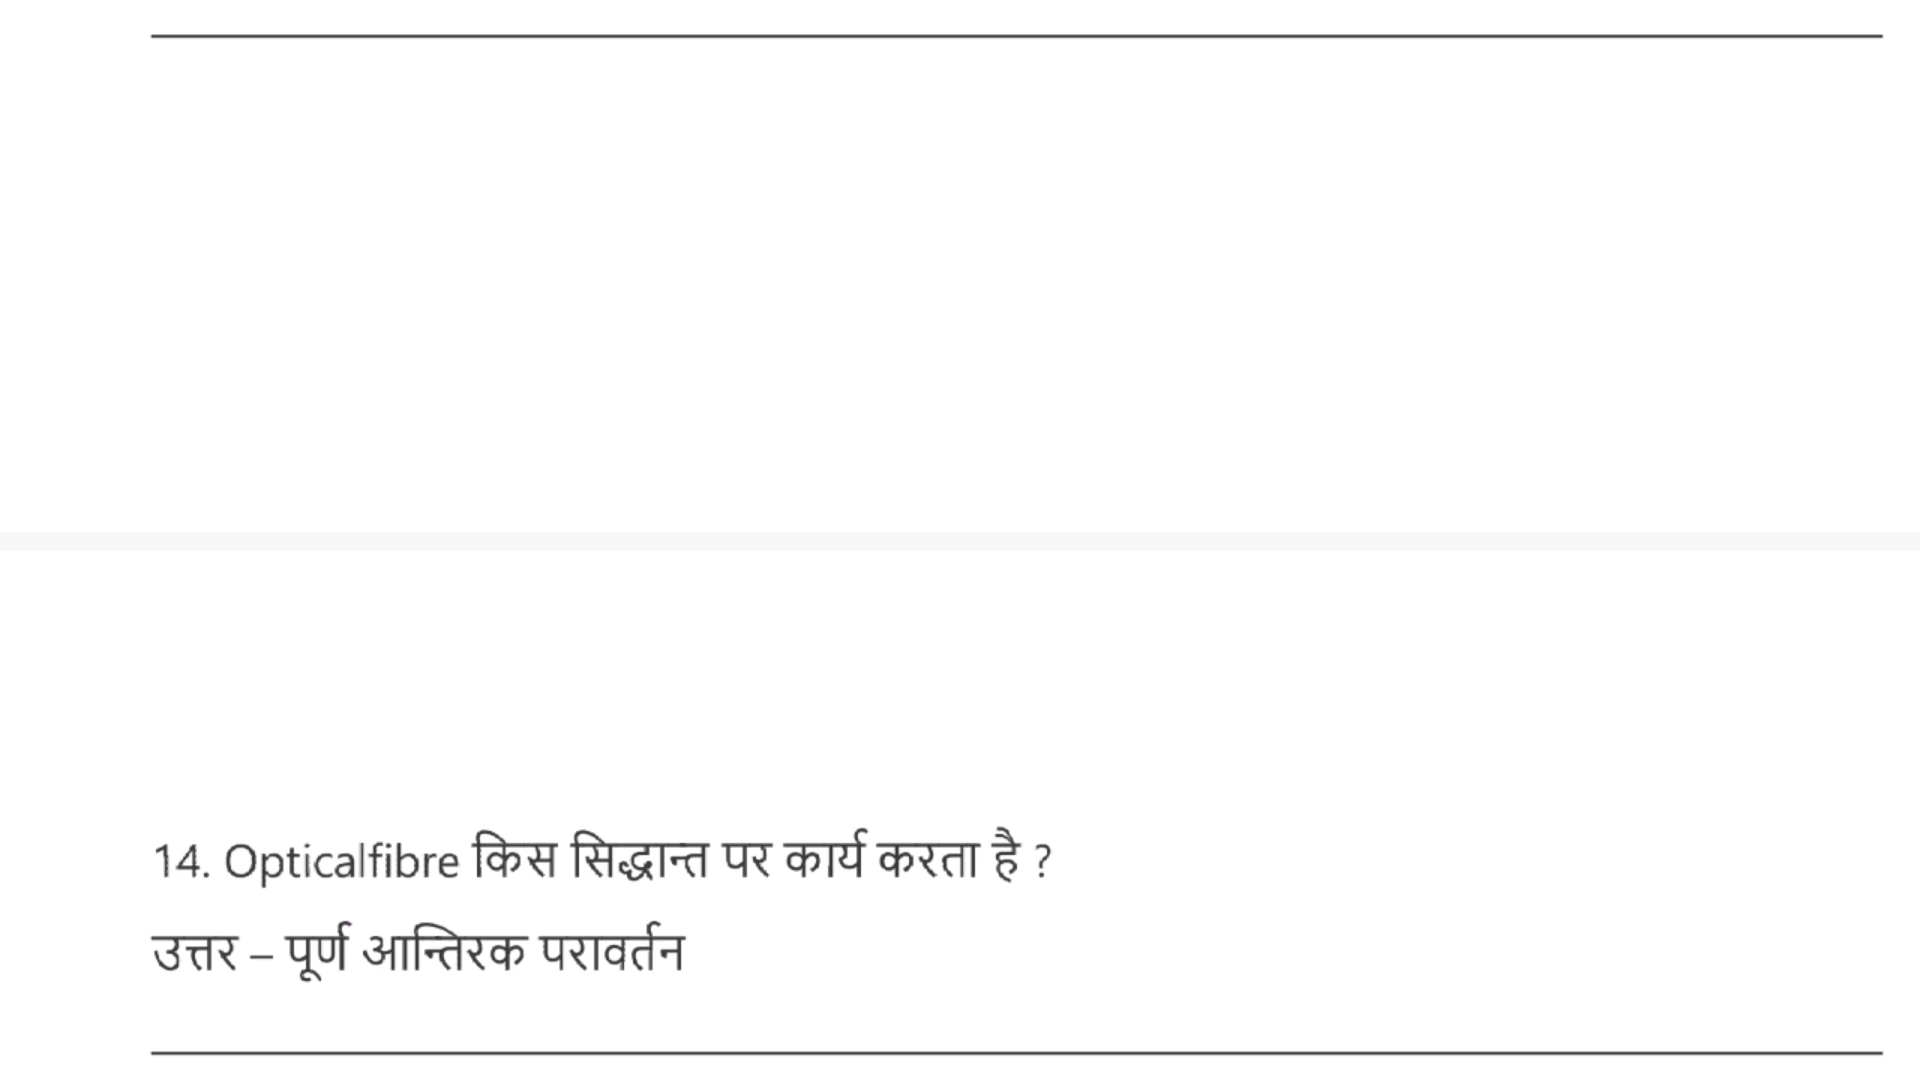 14. Opticalfibre किस सिद्धान्त पर कार्य करता है ?
उत्तर – पूर्ण आन्तिरक परावर्तन